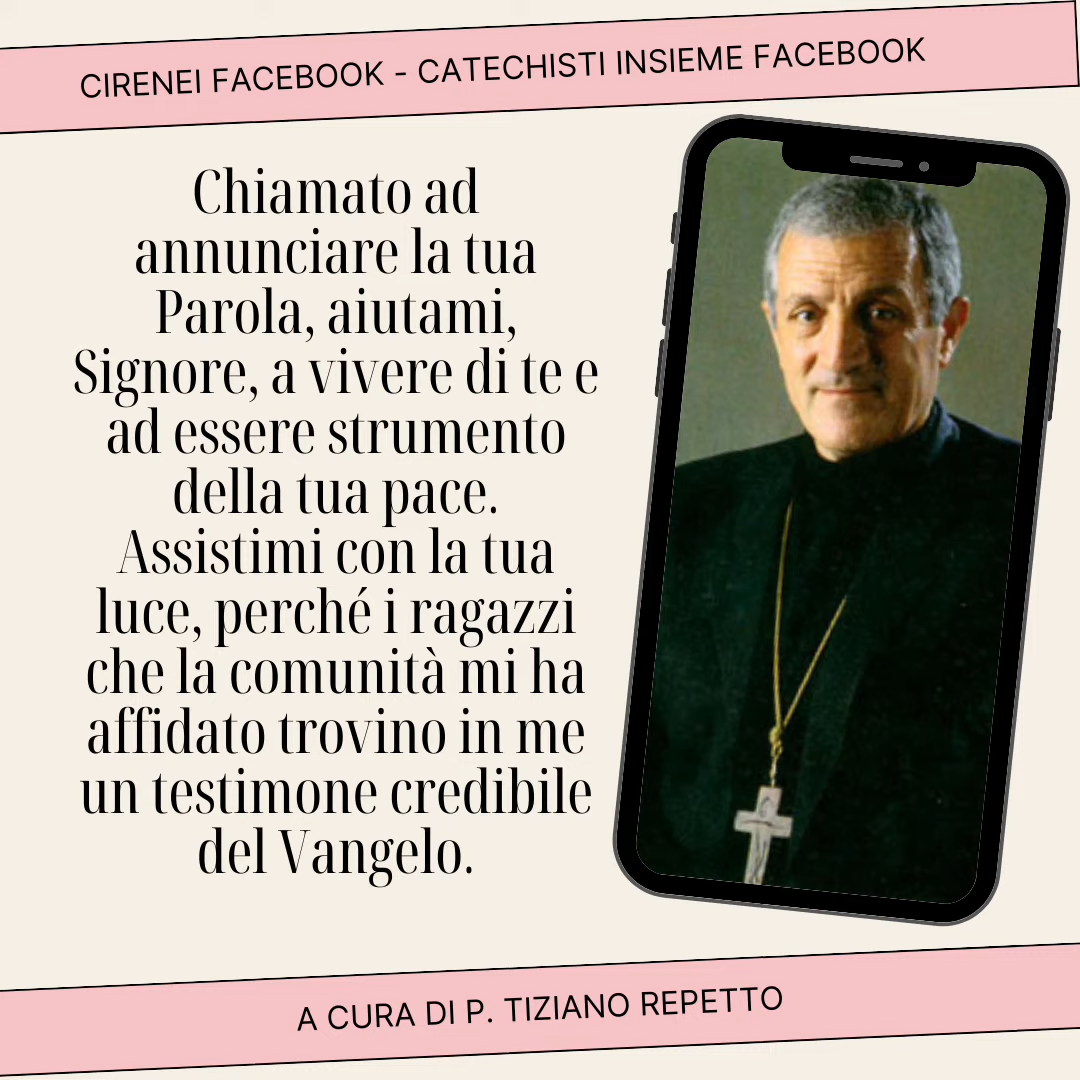 CIRENEI FACEBOOK - CATECHISTI INSIEME FACEBOOK
Chiamato ad
annunciare la tua
Parola, aiutami,
Signore, a vivere di te e
ad essere strumento
della tua pace.
Assistimi con la tua
luce, perché i ragazzi
che la comunità mi ha
affidato trovino in me
un testimone credibile
del Vangelo.
A CURA DI P. TIZIANO REPETTO